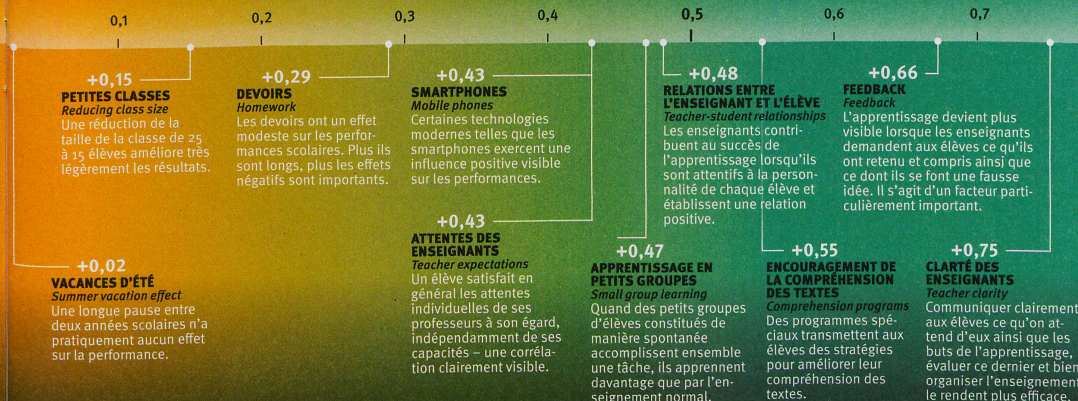 0,1 0,2 0,3 0,4 0,5 0,6 0,7
+0,15
PETITES CLASSES
Reducing class size
Une réduction de la
taille de la classe de 25
à 15 élèves améliore très
légèrement les résultats.
+0,29
DEVOIRS
Homework
Les devoirs ont un effet
modeste sur les perfor-
mances scolaires. Plus ils
sont longs, plus les effets
négatifs sont importants.
+0,43
SMARTPHONES
Mobile phones
Certaines technologies
modernes telles que les
smartphones exercent une
influence positive visible
sur les performances.
+0,48
RELATIONS ENTRE
L'ENSEIGNANT ET L'ÉLÈVE
Teacher-student relationships
Les enseignants contri-
buent au succès de
l'apprentissage lorsqu'ils
sont attentifs à la person-
nalité de chaque élève et
établissent une relation
positive.
+0,66
FEEDBACK
Feedback
L'apprentissage devient plus
visible lorsque les enseignants
demandent aux élèves ce qu'ils
ont retenu et compris ainsi que
ce dont ils se font une fausse
idée. Il s'agit d'un facteur parti-
culièrement important.
+0,02
VACANCES D'ÉTÉ
Summer vacation effect
Une longue pause entre
deux années scolaires n'a
pratiquement aucun effet
sur la performance.
+0,43
ATTENTES DES
ENSEIGNANTS
Teacher expectations
Un élève satisfait en
général les attentes
individuelles de ses
professeurs à son égard,
indépendamment de ses
capacités – une corréla-
tion clairement visible.
+0,47
APPRENTISSAGE EN
PETITS GROUPES
Small group learning
Quand des petits groupes
d'élèves constitués de
manière spontanée
accomplissent ensemble
une tâche, ils apprennent
davantage que par l'en-
seignement normal.
+0,55
ENCOURAGEMENT DE
LA COMPRÉHENSION
DES TEXTES
Comprehension programs
Des programmes spé-
ciaux transmettent aux
élèves des stratégies
pour améliorer leur
compréhension des
textes.
+0,75
CLARTÉ DES
ENSEIGNANTS
Teacher clarity
Communiquer clairement
aux élèves ce qu'on at-
tend d'eux ainsi que les
buts de l'apprentissage,
évaluer ce dernier et bien
organiser l'enseignement
le rendent plus efficace.